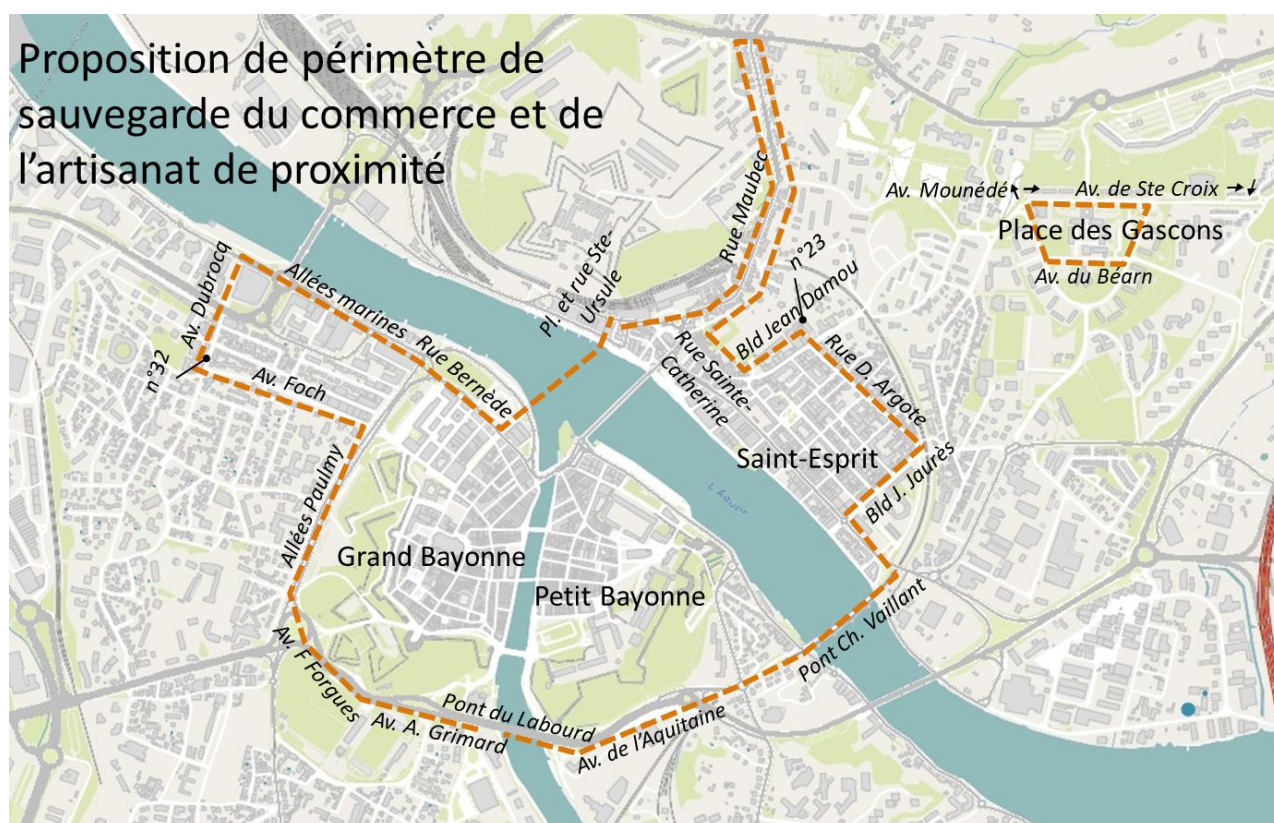 Proposition de périmètre de
sauvegarde du commerce et de
l'artisanat de proximité
Rue Maubec
Av. Mounédé
Av. de Ste Croix
Place des Gascons
Av. du Béarn
n°23
Pl. et rue Ste-
Ursule
Bld Jean Damou
Av. Dubrocq
Allées marines
Rue Bernède
n°32
Av. Foch
Rue Sainte-
Catherine
Rue D. Argote
Saint-Esprit
Bld J. Jaurès
L'Adour
Allées Paulmy
Grand Bayonne
Petit Bayonne
Pont Ch. Vaillant
Av. F Forgues
Av. A. Grimard
Pont du Labourd
Av. de l'Aquitaine